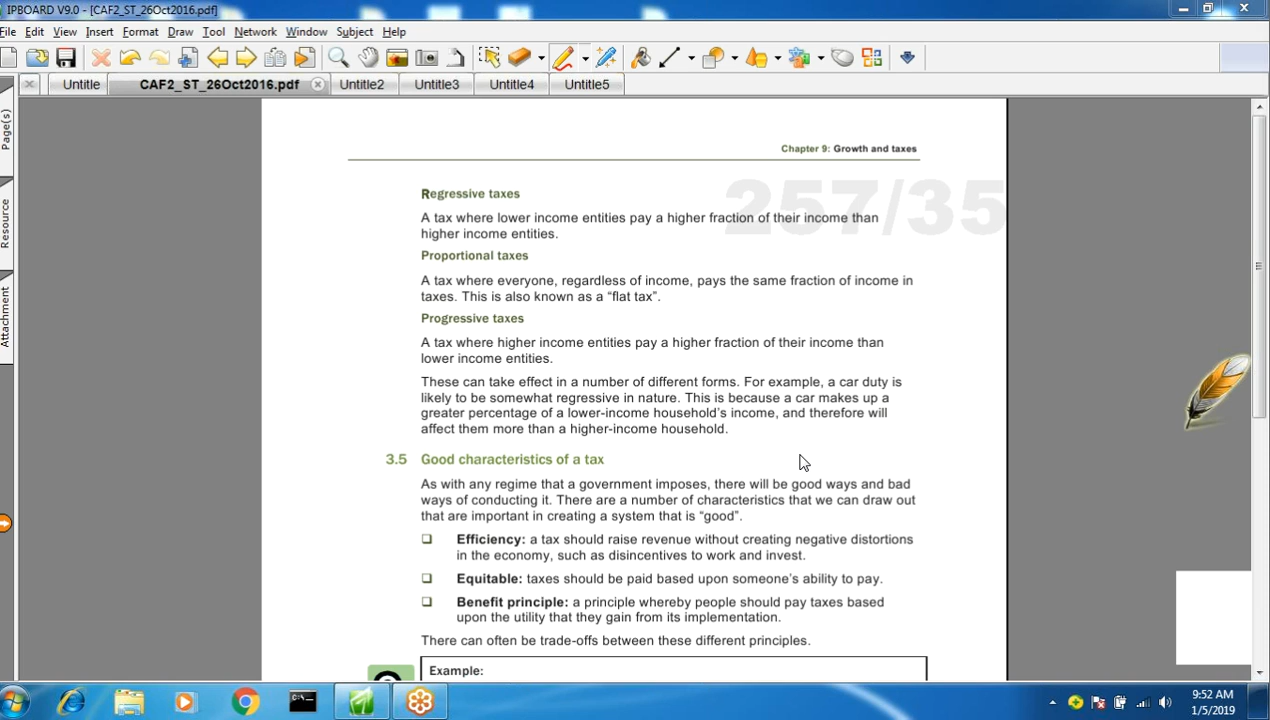 IPBOARD V9.0 - [CAF2_ST_26Oct2016.pdf]
File Edit View Insert Format Draw Tool Network Window Subject Help
Untitle CAF2_ST_26Oct2016.pdf Untitle2 Untitle3 Untitle4 Untitle5
Page(s)
Resource
Attachment
Chapter 9: Growth and taxes
257/35
Regressive taxes
A tax where lower income entities pay a higher fraction of their income than
higher income entities.
Proportional taxes
A tax where everyone, regardless of income, pays the same fraction of income in
taxes. This is also known as a “flat tax”.
Progressive taxes
A tax where higher income entities pay a higher fraction of their income than
lower income entities.
These can take effect in a number of different forms. For example, a car duty is
likely to be somewhat regressive in nature. This is because a car makes up a
greater percentage of a lower-income household’s income, and therefore will
affect them more than a higher-income household.
3.5 Good characteristics of a tax
As with any regime that a government imposes, there will be good ways and bad
ways of conducting it. There are a number of characteristics that we can draw out
that are important in creating a system that is “good”.
❑ Efficiency: a tax should raise revenue without creating negative distortions
in the economy, such as disincentives to work and invest.
❑ Equitable: taxes should be paid based upon someone’s ability to pay.
❑ Benefit principle: a principle whereby people should pay taxes based
upon the utility that they gain from its implementation.
There can often be trade-offs between these different principles.
Example:
9:52 AM
1/5/2019